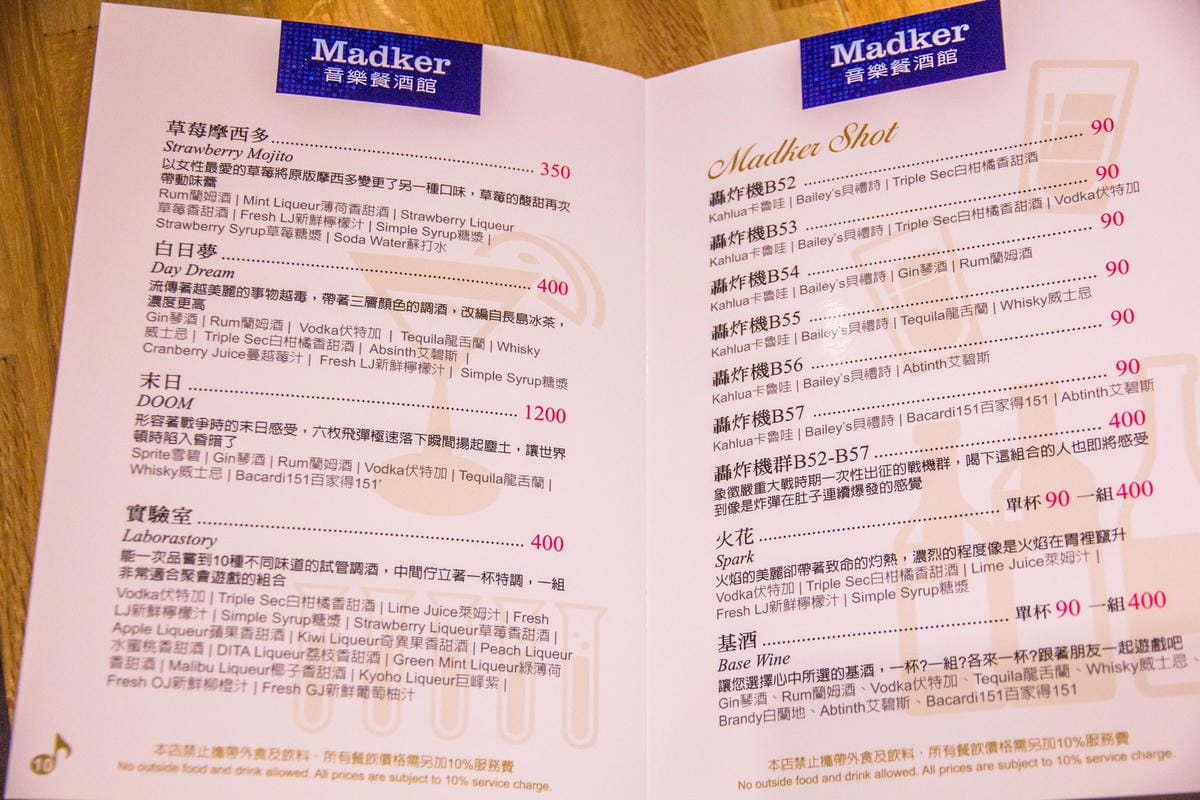 Madker
音樂餐酒館
草莓摩西多 350
Strawberry Mojito
以女性最愛的草莓將原版摩西多變更了另一種口味，草莓的酸甜再次
帶動味蕾
Rum蘭姆酒 | Mint Liqueur薄荷香甜酒 | Strawberry Liqueur
草莓香甜酒 | Fresh LJ新鮮檸檬汁 | Simple Syrup糖漿 |
Strawberry Syrup草莓糖漿 | Soda Water蘇打水
白日夢 400
Day Dream
流傳著越美麗的事物越毒，帶著三層顏色的調酒，改編自長島冰茶，
濃度更高
Gin琴酒 | Rum蘭姆酒 | Vodka伏特加 | Tequila龍舌蘭 | Whisky
威士忌 | Triple Sec白柑橘香甜酒 | Absinth艾碧斯 |
Cranberry Juice蔓越莓汁 | Fresh LJ新鮮檸檬汁 | Simple Syrup糖漿
末日 1200
DOOM
形容著戰爭時的末日感受，六枚飛彈極速落下瞬間揚起塵土，讓世界
頓時陷入昏暗了
Sprite雪碧 | Gin琴酒 | Rum蘭姆酒 | Vodka伏特加 | Tequila龍舌蘭 |
Whisky威士忌 | Bacardi151百家得151'
實驗室 400
Laborastory
能一次品嘗到10種不同味道的試管調酒，中間佇立著一杯特調，一組
非常適合聚會遊戲的組合
Vodka伏特加 | Triple Sec白柑橘香甜酒 | Lime Juice萊姆汁 | Fresh
LJ新鮮檸檬汁 | Simple Syrup糖漿 | Strawberry Liqueur草莓香甜酒 |
Apple Liqueur蘋果香甜酒 | Kiwi Liqueur奇異果香甜酒 | Peach Liqueur
水蜜桃香甜酒 | DITA Liqueur荔枝香甜酒 | Green Mint Liqueur綠薄荷
香甜酒 | Malibu Liqueur椰子香甜酒 | Kyoho Liqueur巨峰紫 |
Fresh OJ新鮮柳橙汁 | Fresh GJ新鮮葡萄柚汁
10
本店禁止攜帶外食及飲料．所有餐飲價格需另加10%服務費
No outside food and drink allowed. All prices are subject to 10% service charge.
Madker
音樂餐酒館
Madker Shot
轟炸機B52 90
Kahlua卡魯哇 | Bailey's貝禮詩 | Triple Sec白柑橘香甜酒
轟炸機B53 90
Kahlua卡魯哇 | Bailey's貝禮詩 | Triple Sec白柑橘香甜酒 | Vodka伏特加
轟炸機B54 90
Kahlua卡魯哇 | Bailey's貝禮詩 | Gin琴酒 | Rum蘭姆酒
轟炸機B55 90
Kahlua卡魯哇 | Bailey's貝禮詩 | Tequila龍舌蘭 | Whisky威士忌
轟炸機B56 90
Kahlua卡魯哇 | Bailey's貝禮詩 | Abtinth艾碧斯
轟炸機B57 90
Kahlua卡魯哇 | Bailey's貝禮詩 | Bacardi151百家得151 | Abtinth艾碧斯
轟炸機群B52-B57 400
象徵嚴重大戰時期一次性出征的戰機群，喝下這組合的人也即將感受
到像是炸彈在肚子連續爆發的感覺
火花 單杯 90 一組400
Spark
火焰的美麗卻帶著致命的灼熱，濃烈的程度像是火焰在胃裡竄升
Vodka伏特加 | Triple Sec白柑橘香甜酒 | Lime Juice萊姆汁 |
Fresh LJ新鮮檸檬汁 | Simple Syrup糖漿
基酒 單杯 90 一組400
Base Wine
讓您選擇心中所選的基酒，一杯?一組?各來一杯?跟著朋友一起遊戲吧
Gin琴酒、Rum蘭姆酒、Vodka伏特加、Tequila龍舌蘭、Whisky威士忌、
Brandy白蘭地、Abtinth艾碧斯、Bacardi151百家得151
本店禁止攜帶外食及飲料．所有餐飲價格需另加10%服務費
No outside food and drink allowed. All prices are subject to 10% service charge.